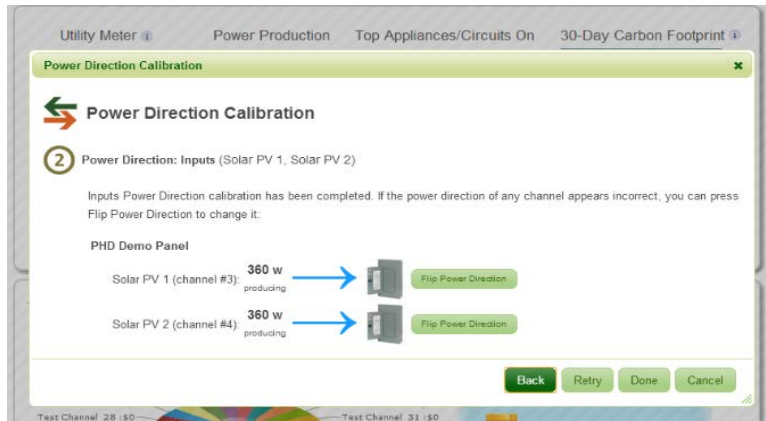 Utility Meter Power Production Top Appliances/Circuits On 30-Day Carbon Footprint
Power Direction Calibration
Power Direction Calibration
2 Power Direction: Inputs (Solar PV 1, Solar PV 2)
Inputs Power Direction calibration has been completed. If the power direction of any channel appears incorrect, you can press
Flip Power Direction to change it:
PHD Demo Panel
Solar PV 1 (channel #3): 360 w
producing
Flip Power Direction
Solar PV 2 (channel #4): 360 w
producing
Flip Power Direction
Back Retry Done Cancel
Test Channel 28 :$0 Test Channel 31 :$0